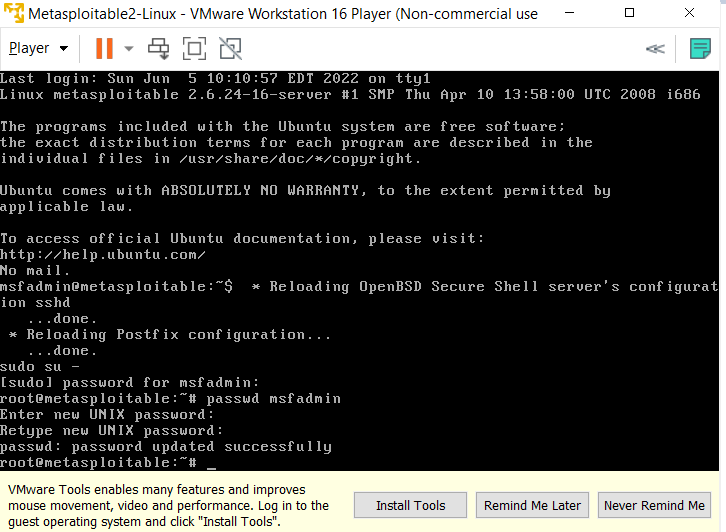 Metasploitable2-Linux - VMware Workstation 16 Player (Non-commercial use
Player
Last login: Sun Jun  5 10:10:57 EDT 2022 on tty1
Linux metasploitable 2.6.24-16-server #1 SMP Thu Apr 10 13:58:00 UTC 2008 i686
The programs included with the Ubuntu system are free software;
the exact distribution terms for each program are described in the
individual files in /usr/share/doc/*/copyright.
Ubuntu comes with ABSOLUTELY NO WARRANTY, to the extent permitted by
applicable law.
To access official Ubuntu documentation, please visit:
http://help.ubuntu.com/
No mail.
msfadmin@metasploitable:~$  * Reloading OpenBSD Secure Shell server's configurat
ion sshd
   ...done.
 * Reloading Postfix configuration...
   ...done.
sudo su -
[sudo] password for msfadmin:
root@metasploitable:~# passwd msfadmin
Enter new UNIX password:
Retype new UNIX password:
passwd: password updated successfully
root@metasploitable:~# _
VMware Tools enables many features and improves
mouse movement, video and performance. Log in to the
guest operating system and click "Install Tools".
Install Tools
Remind Me Later
Never Remind Me